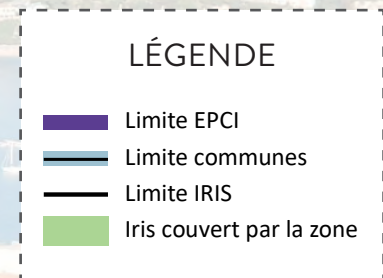 LÉGENDE
Limite EPCI
Limite communes
Limite IRIS
Iris couvert par la zone